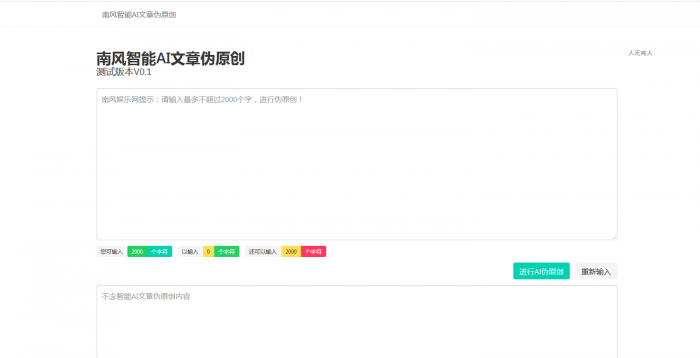 南风智能AI文章伪原创
南风智能AI文章伪原创
人无完人
测试版本V0.1
南风娱乐网提示：请输入最多不超过2000个字，进行伪原创！
您可输入 2000 个字符 以输入 0 个字符 还可以输入 2000 个字符
进行AI伪原创 重新输入
不念智能AI文章伪原创内容